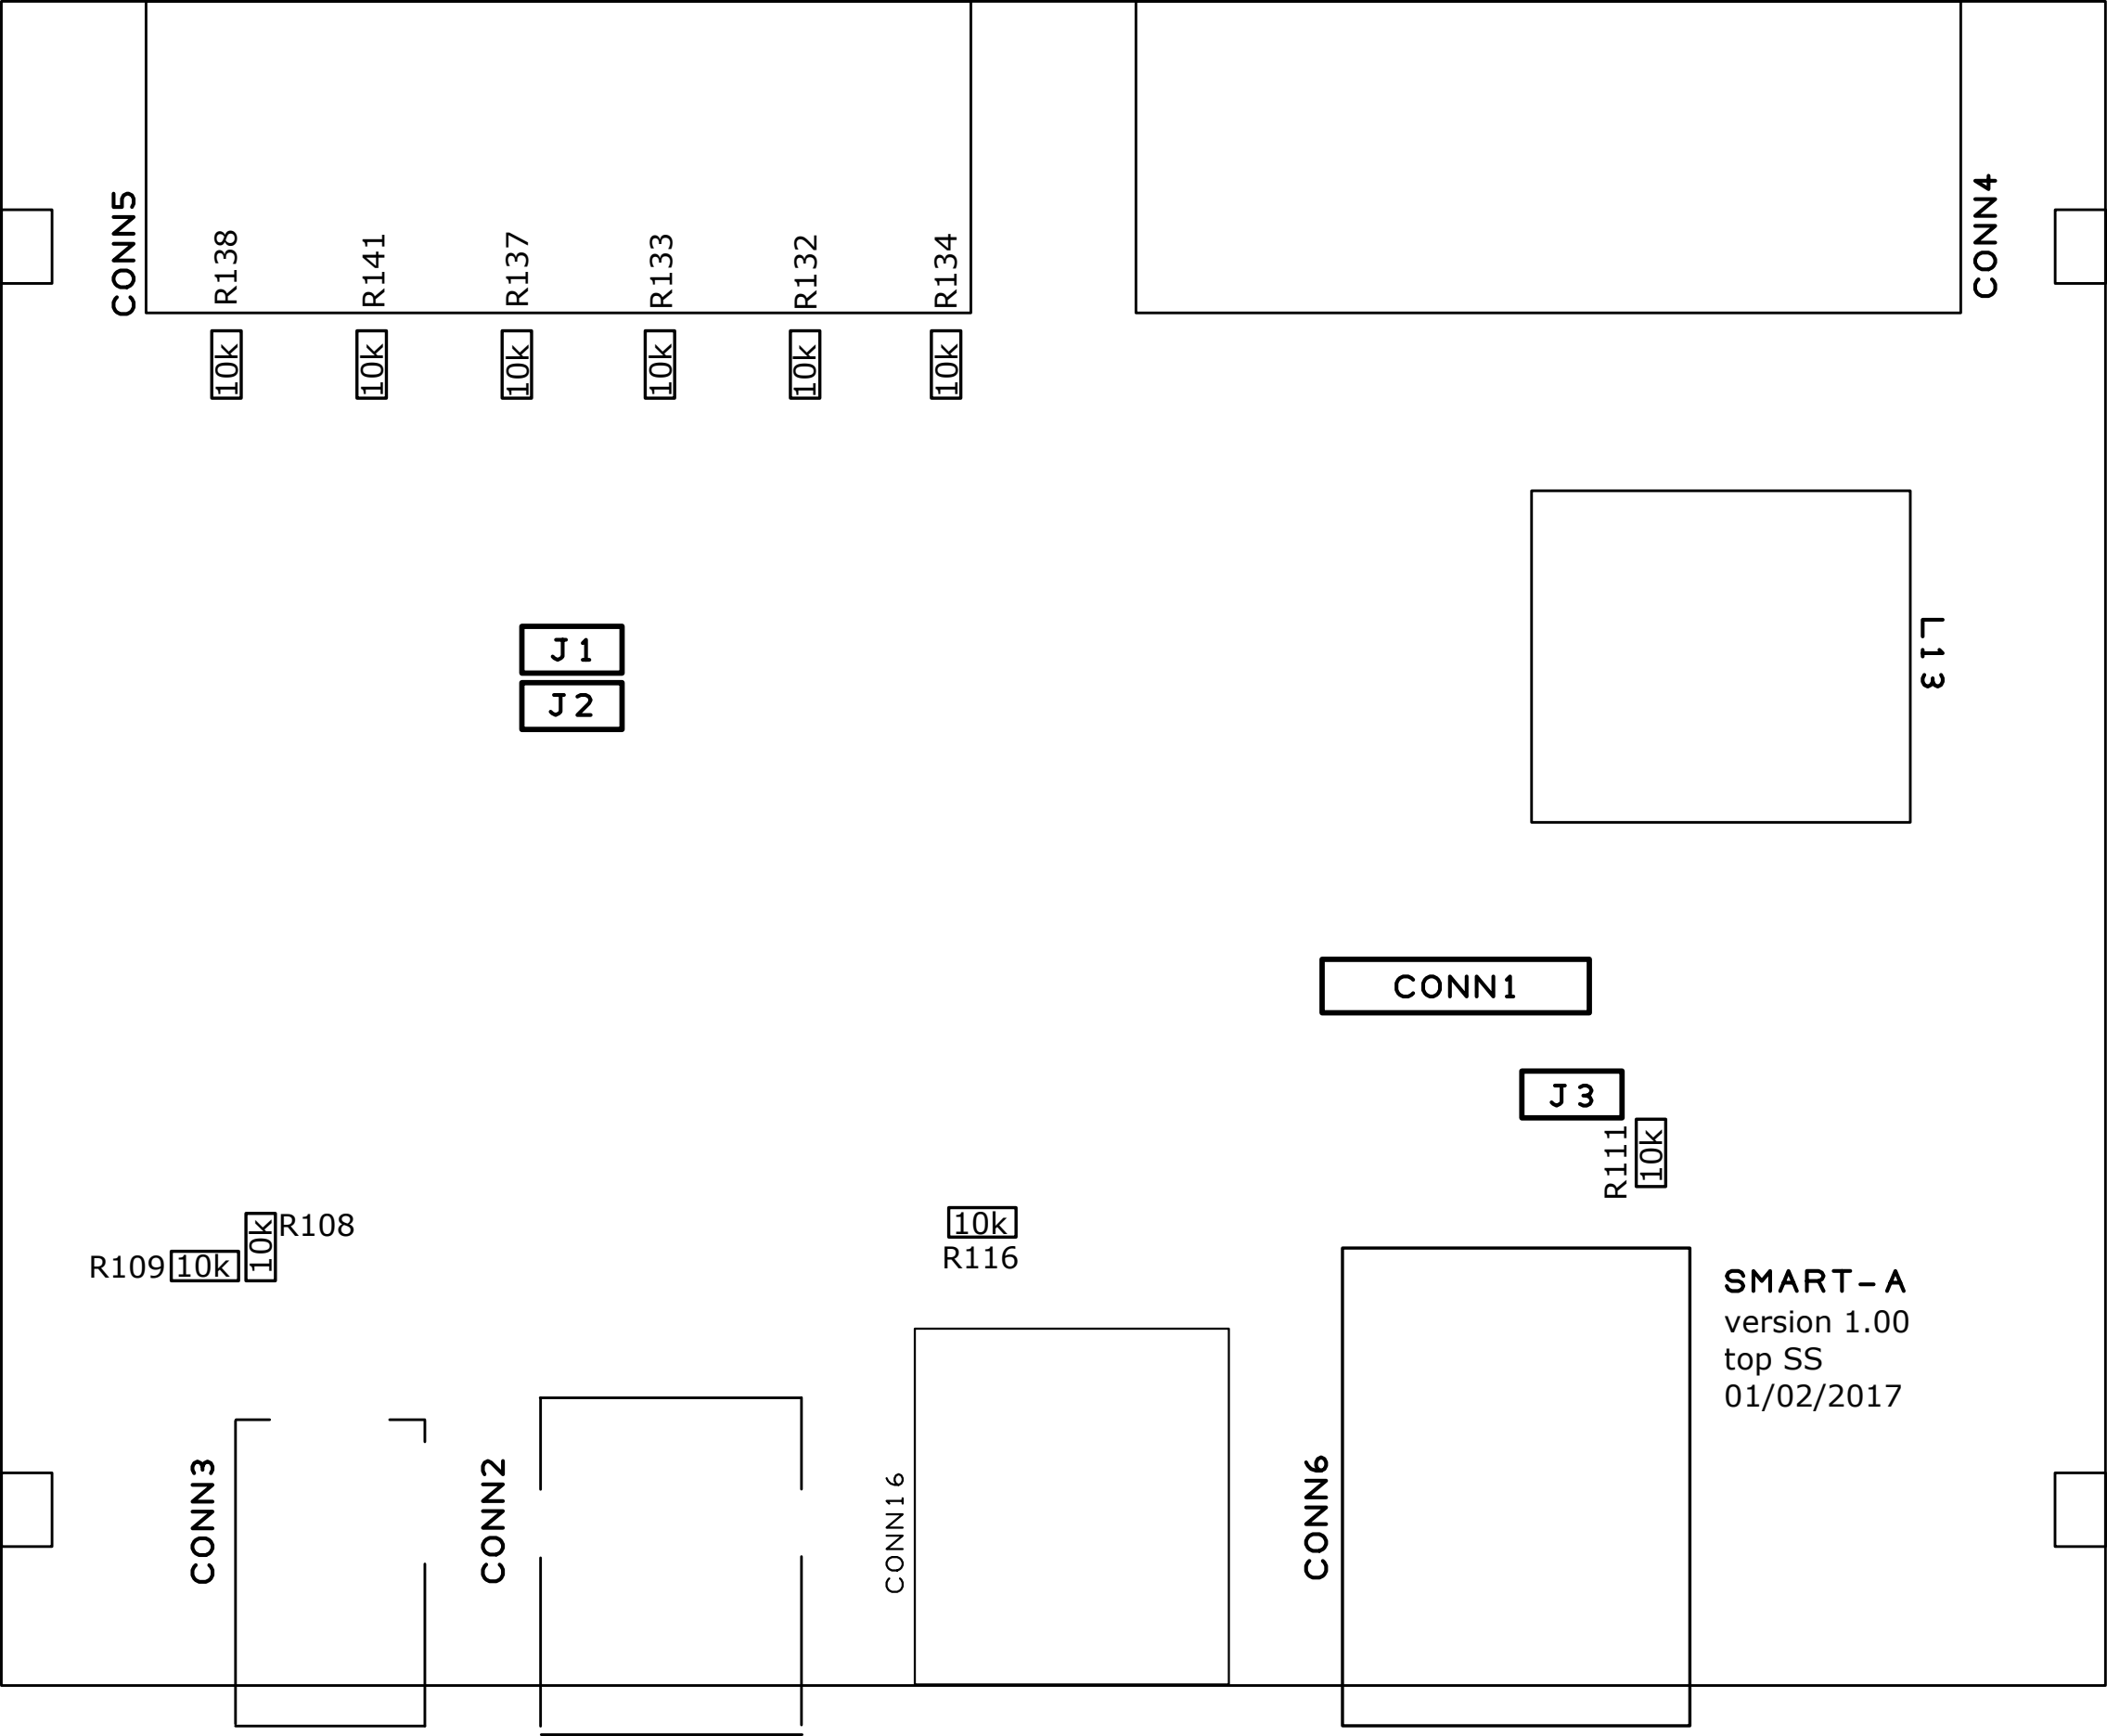 CONN5
R138
R141
R137
R133
R132
R134
CONN4
10k
10k
10k
10k
10k
10k
J1
J2
L13
CONN1
J3
R111
10k
R108
10k
R109
10k
10k
R116
SMART-A
version 1.00
top SS
01/02/2017
CONN3
CONN2
CONN16
CONN6